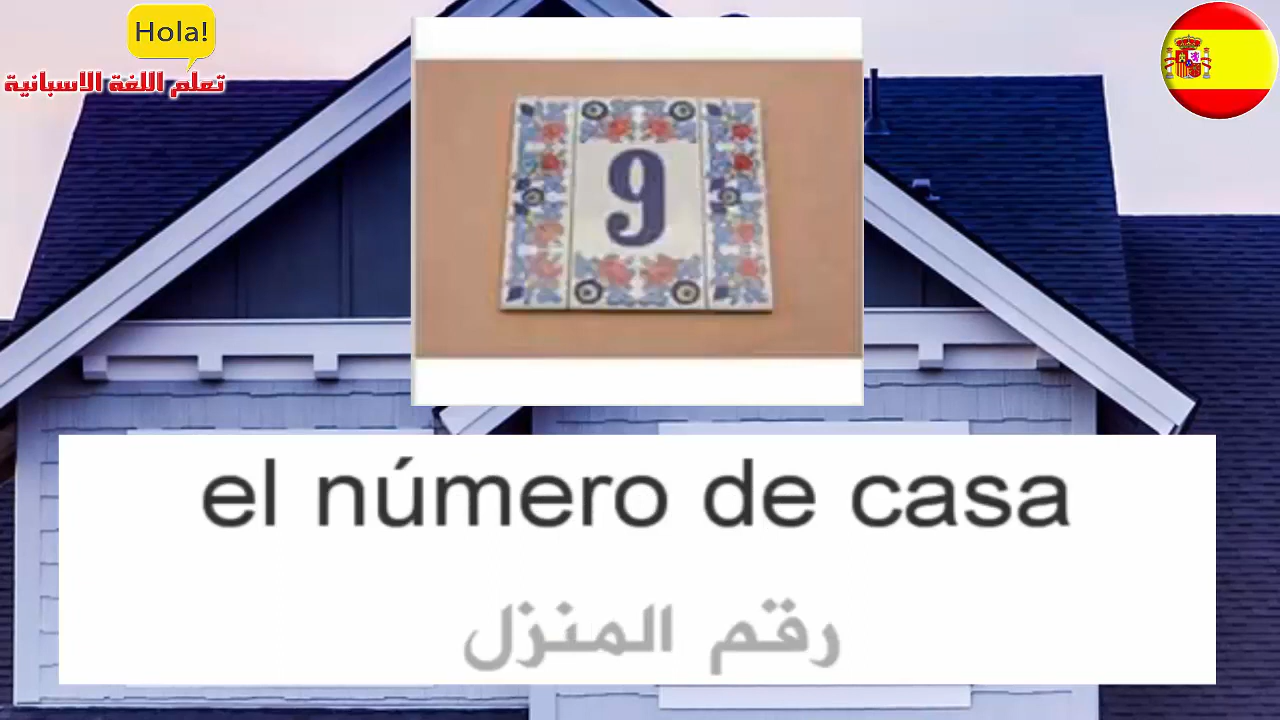 Hola!
تعلم اللغة الاسبانية
9
el número de casa
رقم المنزل